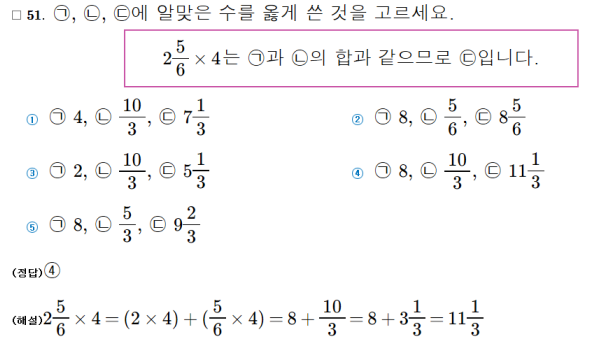 □ 51. ㉠, ㉡, ㉢에 알맞은 수를 옳게 쓴 것을 고르세요.
2 5/6 × 4는 ㉠과 ㉡의 합과 같으므로 ㉢입니다.
① ㉠ 4, ㉡ 10/3, ㉢ 7 1/3 ② ㉠ 8, ㉡ 5/6, ㉢ 8 5/6
③ ㉠ 2, ㉡ 10/3, ㉢ 5 1/3 ④ ㉠ 8, ㉡ 10/3, ㉢ 11 1/3
⑤ ㉠ 8, ㉡ 5/3, ㉢ 9 2/3
(정답)④
(해설)2 5/6 × 4 = (2 × 4) + (5/6 × 4) = 8 + 10/3 = 8 + 3 1/3 = 11 1/3